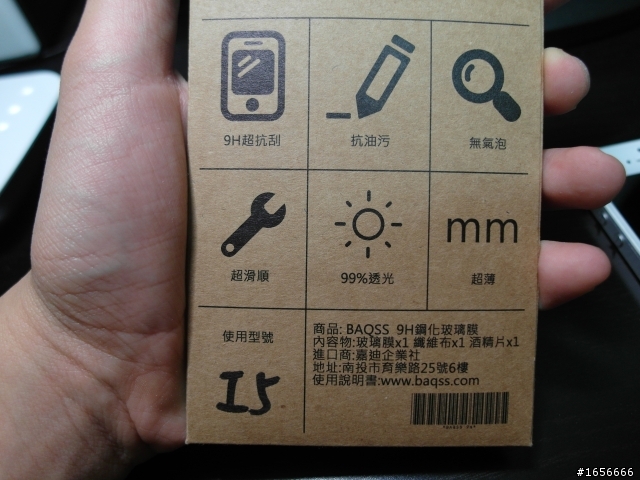 9H超抗刮
抗油污
無氣泡
超滑順
99%透光
mm
超薄
使用型號
I5
商品: BAQSS 9H鋼化玻璃膜
內容物:玻璃膜x1 纖維布x1 酒精片x1
進口商:嘉迪企業社
地址:南投市育樂路25號6樓
使用說明書:www.baqss.com
#1656666